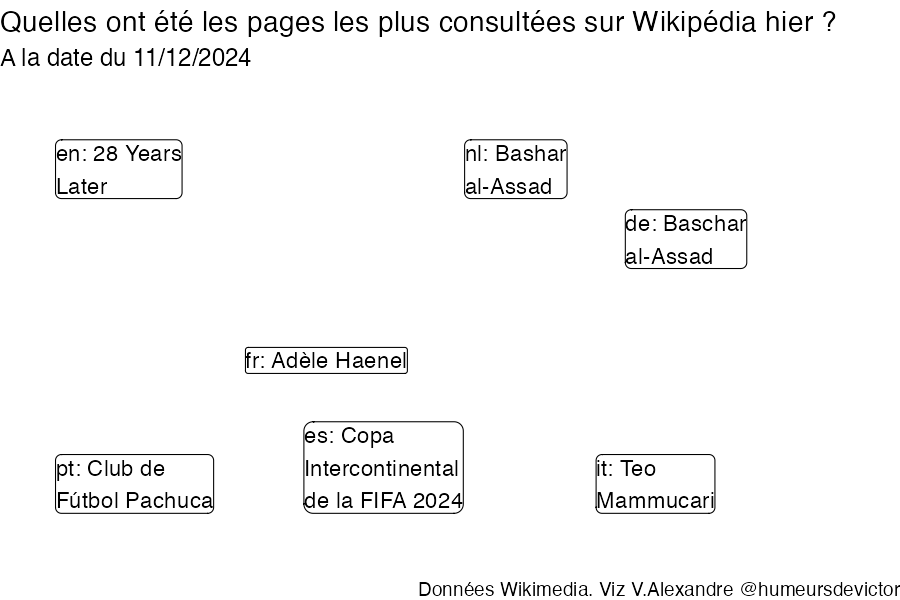 Quelles ont été les pages les plus consultées sur Wikipédia hier ?
A la date du 11/12/2024
en: 28 Years
Later
nl: Bashar
al-Assad
de: Baschar
al-Assad
fr: Adèle Haenel
es: Copa
Intercontinental
de la FIFA 2024
pt: Club de
Fútbol Pachuca
it: Teo
Mammucari
Données Wikimedia. Viz V.Alexandre @humeursdevictor